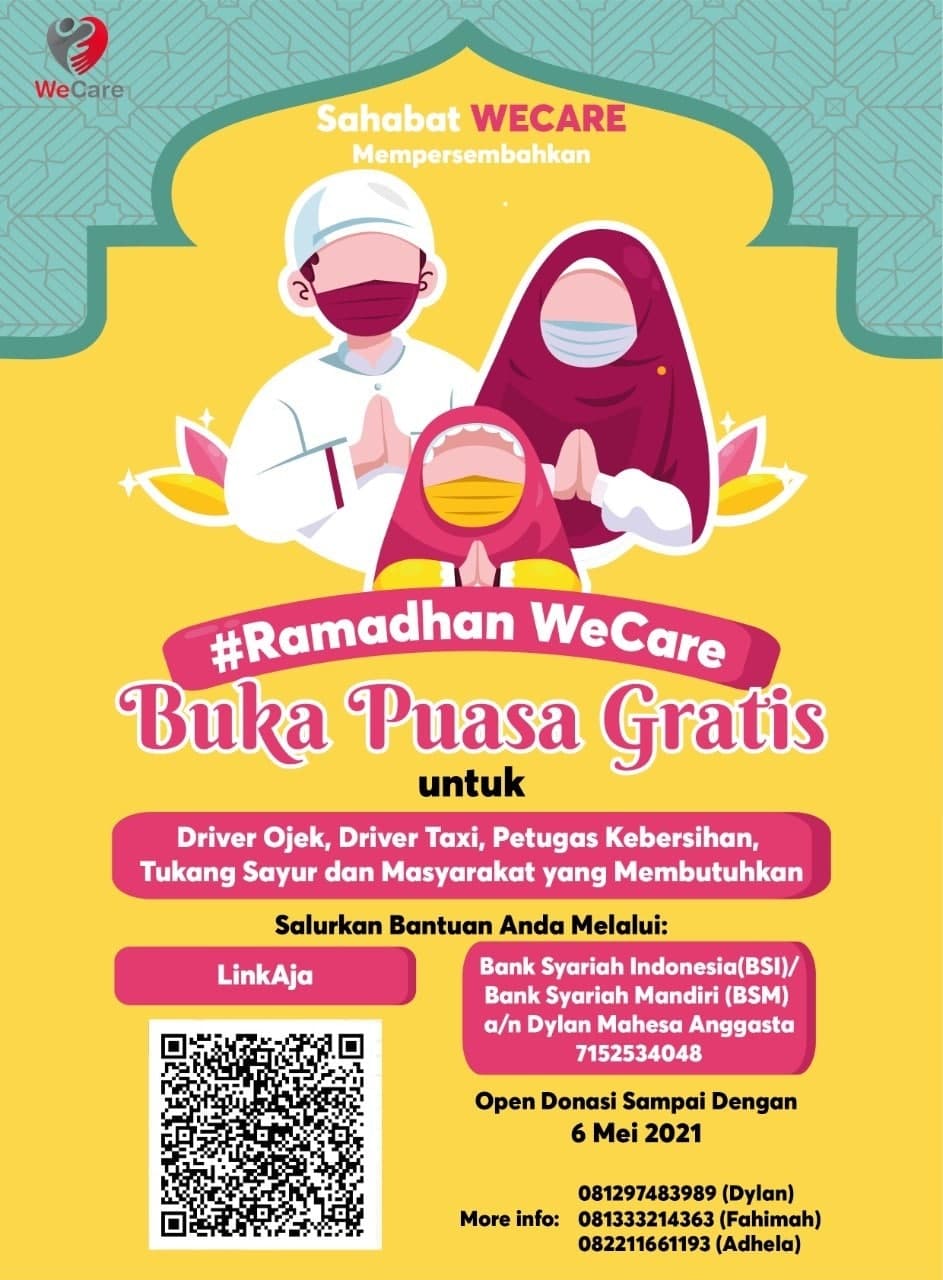 WeCare
Sahabat WECARE
Mempersembahkan
#Ramadhan WeCare
Buka Puasa Gratis
untuk
Driver Ojek, Driver Taxi, Petugas Kebersihan,
Tukang Sayur dan Masyarakat yang Membutuhkan
Salurkan Bantuan Anda Melalui:
LinkAja
Bank Syariah Indonesia(BSI)/
Bank Syariah Mandiri (BSM)
a/n Dylan Mahesa Anggasta
7152534048
Open Donasi Sampai Dengan
6 Mei 2021
081297483989 (Dylan)
More info: 081333214363 (Fahimah)
082211661193 (Adhela)